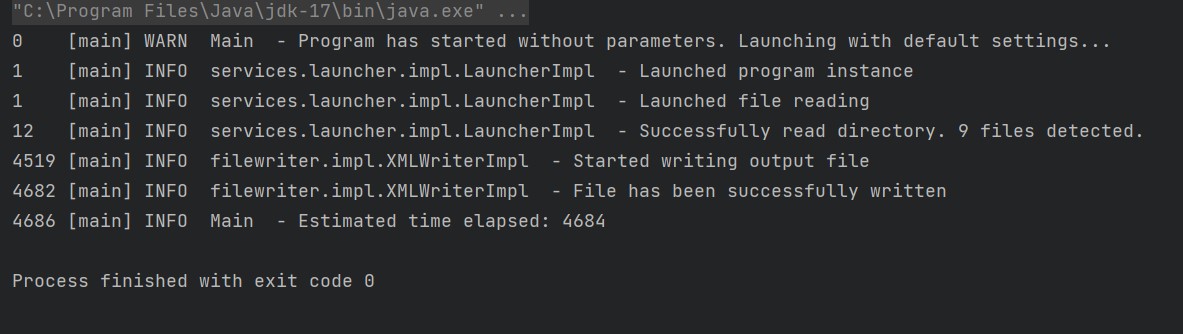 "C:\Program Files\Java\jdk-17\bin\java.exe" ...
0    [main] WARN  Main  - Program has started without parameters. Launching with default settings...
1    [main] INFO  services.launcher.impl.LauncherImpl  - Launched program instance
1    [main] INFO  services.launcher.impl.LauncherImpl  - Launched file reading
12   [main] INFO  services.launcher.impl.LauncherImpl  - Successfully read directory. 9 files detected.
4519 [main] INFO  filewriter.impl.XMLWriterImpl  - Started writing output file
4682 [main] INFO  filewriter.impl.XMLWriterImpl  - File has been successfully written
4686 [main] INFO  Main  - Estimated time elapsed: 4684
Process finished with exit code 0